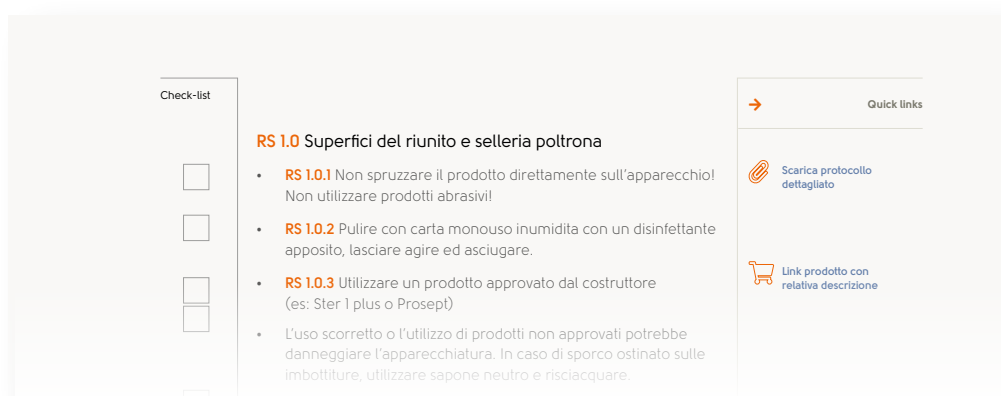 Check-list
RS 1.0 Superfici del riunito e selleria poltrona
• RS 1.0.1 Non spruzzare il prodotto direttamente sull'apparecchio!
Non utilizzare prodotti abrasivi!
• RS 1.0.2 Pulire con carta monouso inumidita con un disinfettante
apposito, lasciare agire ed asciugare.
• RS 1.0.3 Utilizzare un prodotto approvato dal costruttore
(es: Ster 1 plus o Prosept)
• L'uso scorretto o l'utilizzo di prodotti non approvati potrebbe
danneggiare l'apparecchiatura. In caso di sporco ostinato sulle
imbottiture, utilizzare sapone neutro e risciacquare.
→ Quick links
Scarica protocollo
dettagliato
Link prodotto con
relativa descrizione